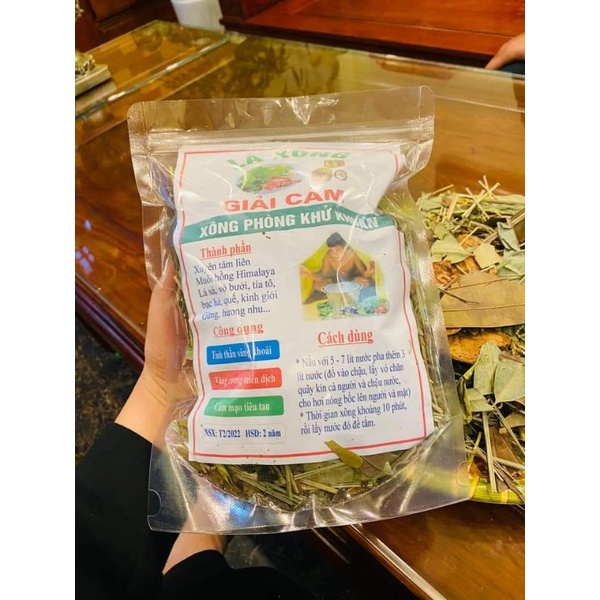 LÁ XÔNG
GIẢI CẢM
XÔNG PHÒNG KHỬ KHUẨN
Thành phần
Xuyên tâm liên
Muối hồng Himalaya
Lá sả, vỏ bưởi, tía tô,
bạc hà, quế, kinh giới
gừng, hương nhu...
Công dụng
Tinh thần sảng khoái
Tăng cường miễn dịch
Cảm mạo tiêu tan
NSX: T2/2022 HSD: 2 năm
Cách dùng
* Nấu với 5 - 7 lít nước pha thêm 3
lít nước (đổ vào chậu, lấy vỏ chăn
quây kín cả người và chậu nước,
cho hơi nóng bốc lên người và mặt)
* Thời gian xông khoảng 10 phút,
rồi lấy nước đó để tắm.